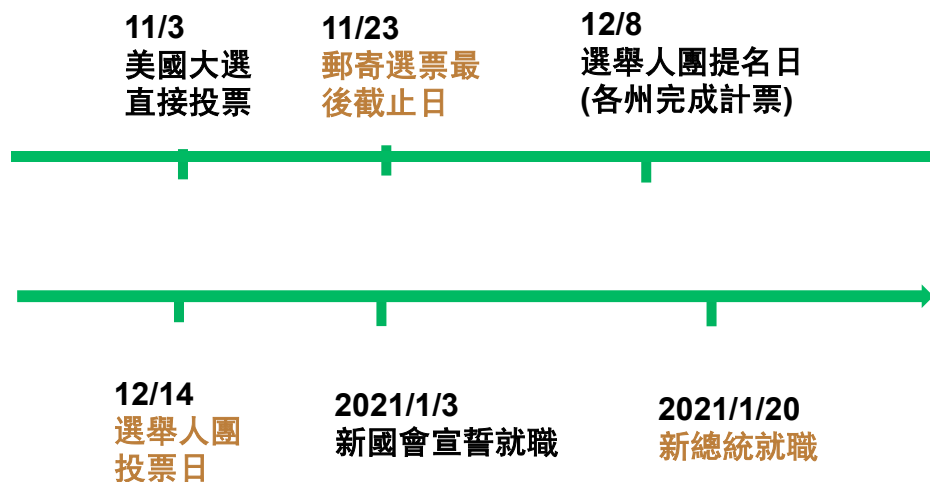 11/3
美國大選
直接投票
11/23
郵寄選票最
後截止日
12/8
選舉人團提名日
(各州完成計票)
12/14
選舉人團
投票日
2021/1/3
新國會宣誓就職
2021/1/20
新總統就職